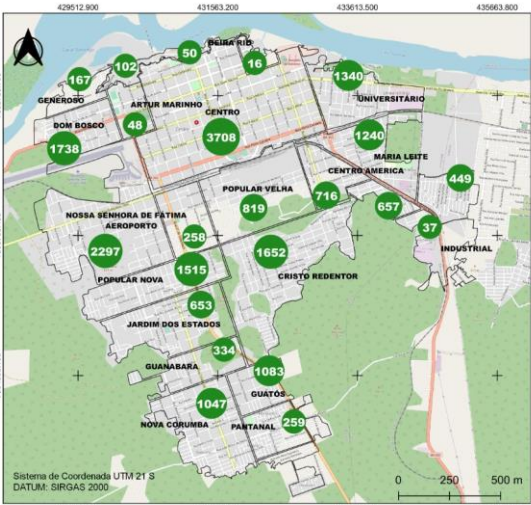 429512.900
431563.200
433613.500
435663.800
BEIRA RIO
50
102
16
167
1340
GENEROSO
ARTUR MARINHO
UNIVERSITÁRIO
CENTRO
DOM BOSCO
48
3708
1240
1738
MARIA LEITE
CENTRO AMERICA
449
POPULAR VELHA
716
657
819
NOSSA SENHORA DE FÁTIMA
AEROPORTO
37
258
2297
1652
INDUSTRIAL
1515
CRISTO REDENTOR
POPULAR NOVA
653
JARDIM DOS ESTADOS
334
GUANABARA
1083
GUATÓS
1047
259
NOVA CORUMBA
PANTANAL
Sistema de Coordenada UTM 21 S
DATUM: SIRGAS 2000
0 250 500 m